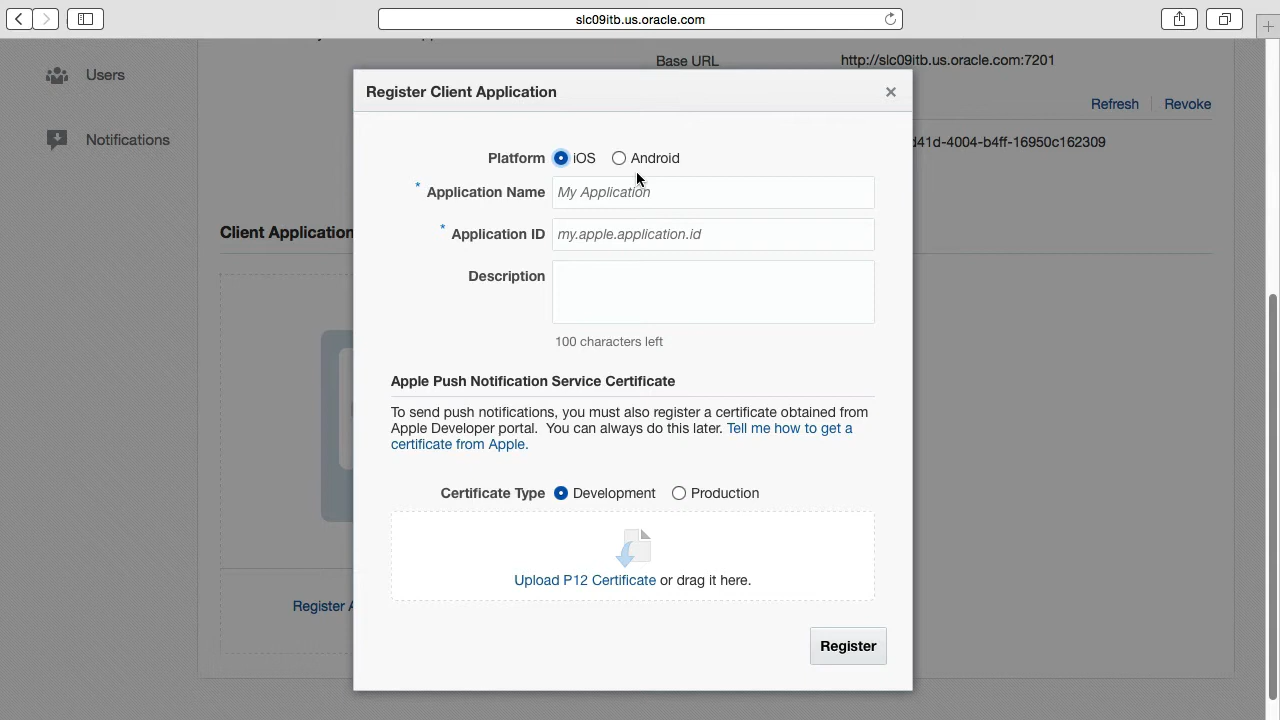 slc09itb.us.oracle.com
Users
Base URL
http://slc09itb.us.oracle.com:7201
Register Client Application
Refresh
Revoke
Notifications
41d-4004-b4ff-16950c162309
Platform
iOS
Android
* Application Name
My Application
* Application ID
my.apple.application.id
Client Application
Description
100 characters left
Apple Push Notification Service Certificate
To send push notifications, you must also register a certificate obtained from
Apple Developer portal. You can always do this later. Tell me how to get a
certificate from Apple.
Certificate Type
Development
Production
Upload P12 Certificate or drag it here.
Register A
Register